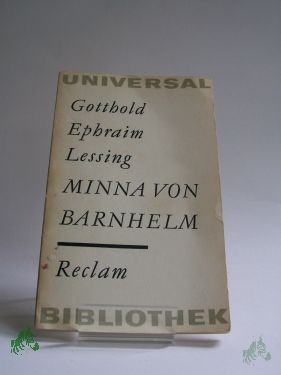 UNIVERSAL
Gotthold
Ephraim
Lessing
MINNA VON
BARNHELM
Reclam
BIBLIOTHEK